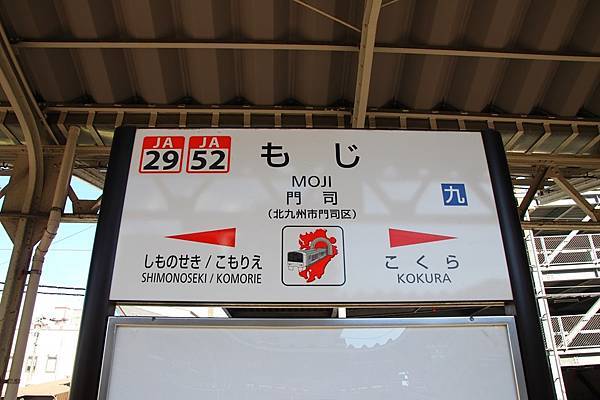 JA 29
JA 52
もじ
MOJI
門司
(北九州市門司区)
九
しものせき / こもりえ
SHIMONOSEKI / KOMORIE
こくら
KOKURA